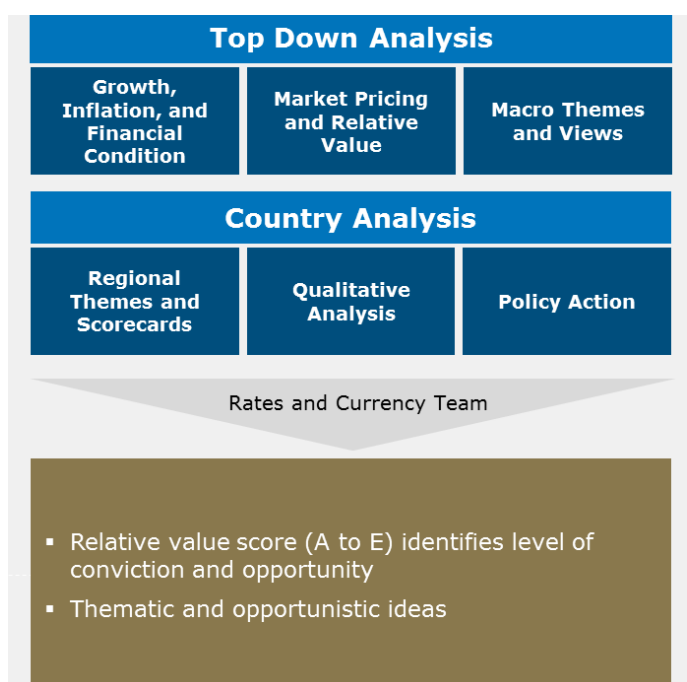 Top Down Analysis
Growth,
Inflation, and
Financial
Condition
Market Pricing
and Relative
Value
Macro Themes
and Views
Country Analysis
Regional
Themes and
Scorecards
Qualitative
Analysis
Policy Action
Rates and Currency Team
▪ Relative value score (A to E) identifies level of
conviction and opportunity
▪ Thematic and opportunistic ideas